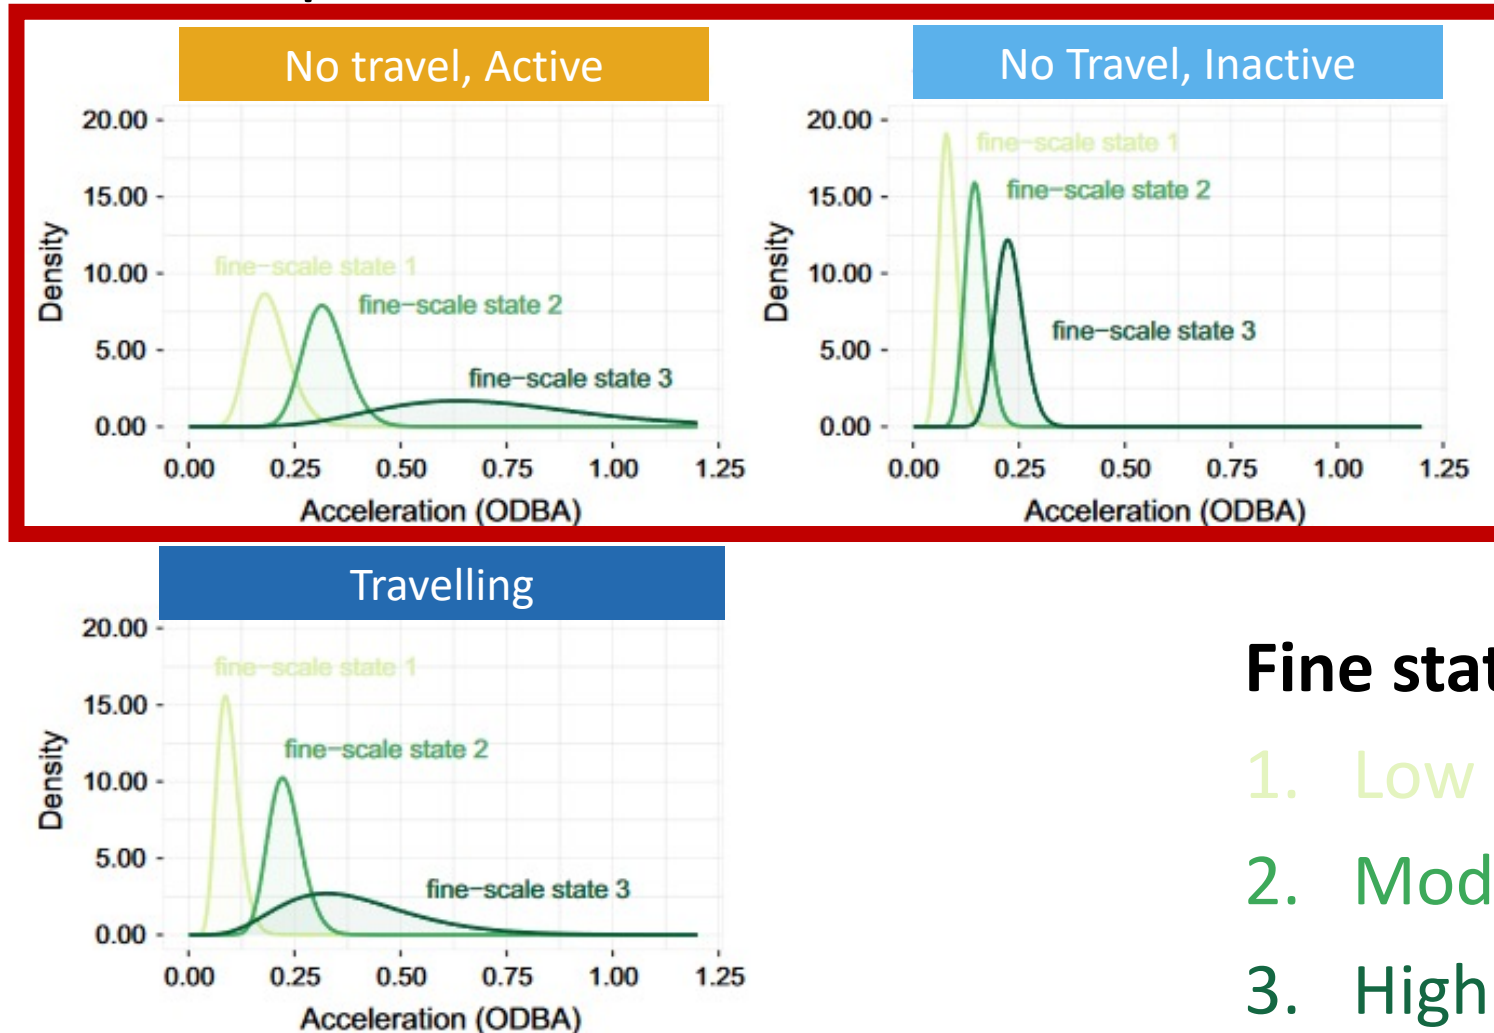 No travel, Active
20.00
15.00
10.00
5.00
0.00
Density
fine-scale state 1
fine-scale state 2
fine-scale state 3
0.00 0.25 0.50 0.75 1.00 1.25
Acceleration (ODBA)
No Travel, Inactive
20.00
15.00
10.00
5.00
0.00
Density
fine-scale state 1
fine-scale state 2
fine-scale state 3
0.00 0.25 0.50 0.75 1.00 1.25
Acceleration (ODBA)
Travelling
20.00
15.00
10.00
5.00
0.00
Density
fine-scale state 1
fine-scale state 2
fine-scale state 3
0.00 0.25 0.50 0.75 1.00 1.25
Acceleration (ODBA)
Fine stat
1. Low
2. Mod
3. High